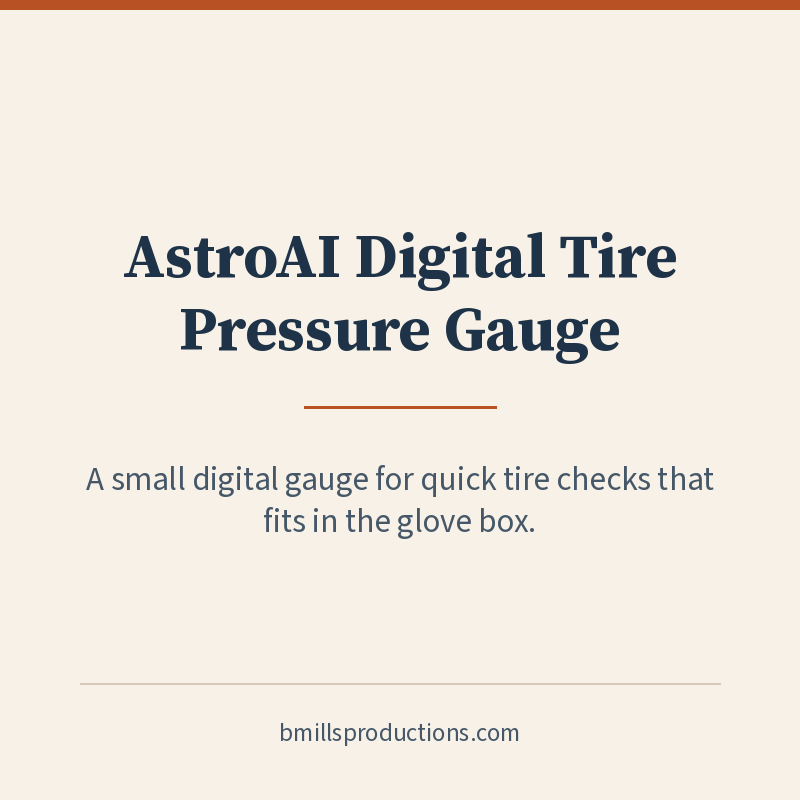 AstroAI Digital Tire
Pressure Gauge
A small digital gauge for quick tire checks that
fits in the glove box.
bmillsproductions.com